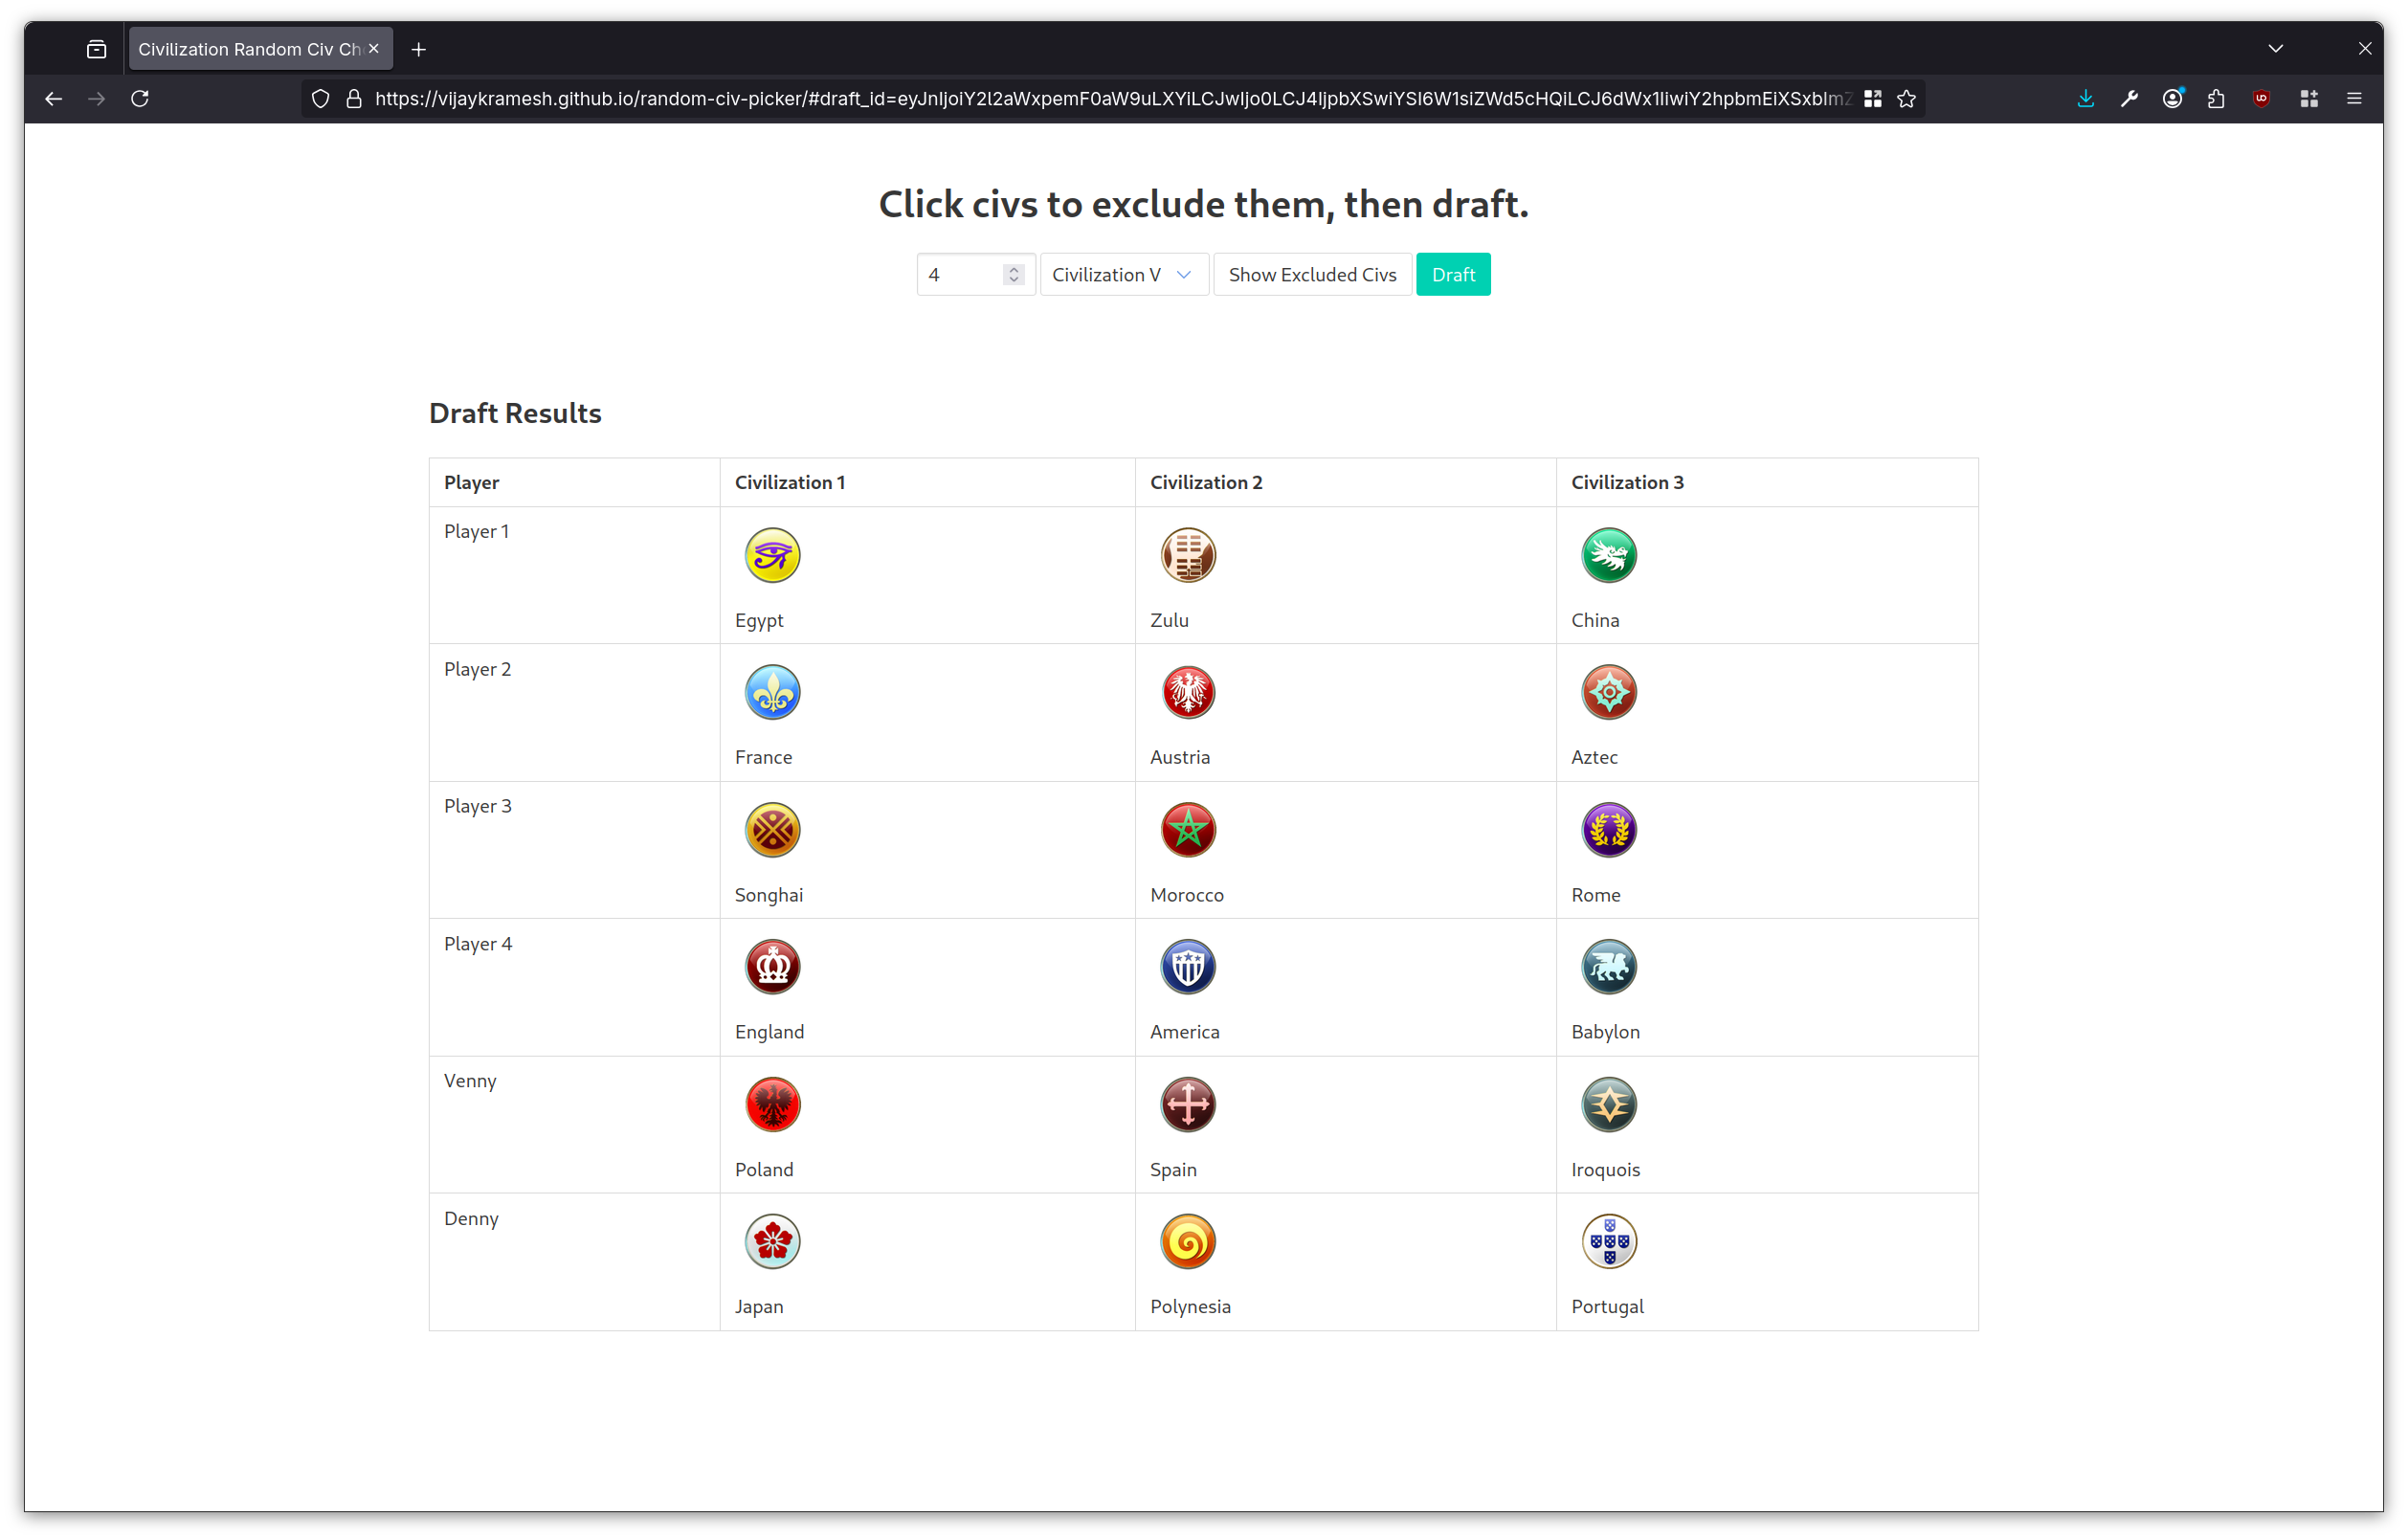 Civilization Random Civ Ch
https://vijaykramesh.github.io/random-civ-picker/#draft_id=
Click civs to exclude them, then draft.
4 Civilization V Show Excluded Civs Draft
Draft Results
Player Civilization 1 Civilization 2 Civilization 3
Player 1
Egypt Zulu China
Player 2
France Austria Aztec
Player 3
Songhai Morocco Rome
Player 4
England America Babylon
Venny
Poland Spain Iroquois
Denny
Japan Polynesia Portugal